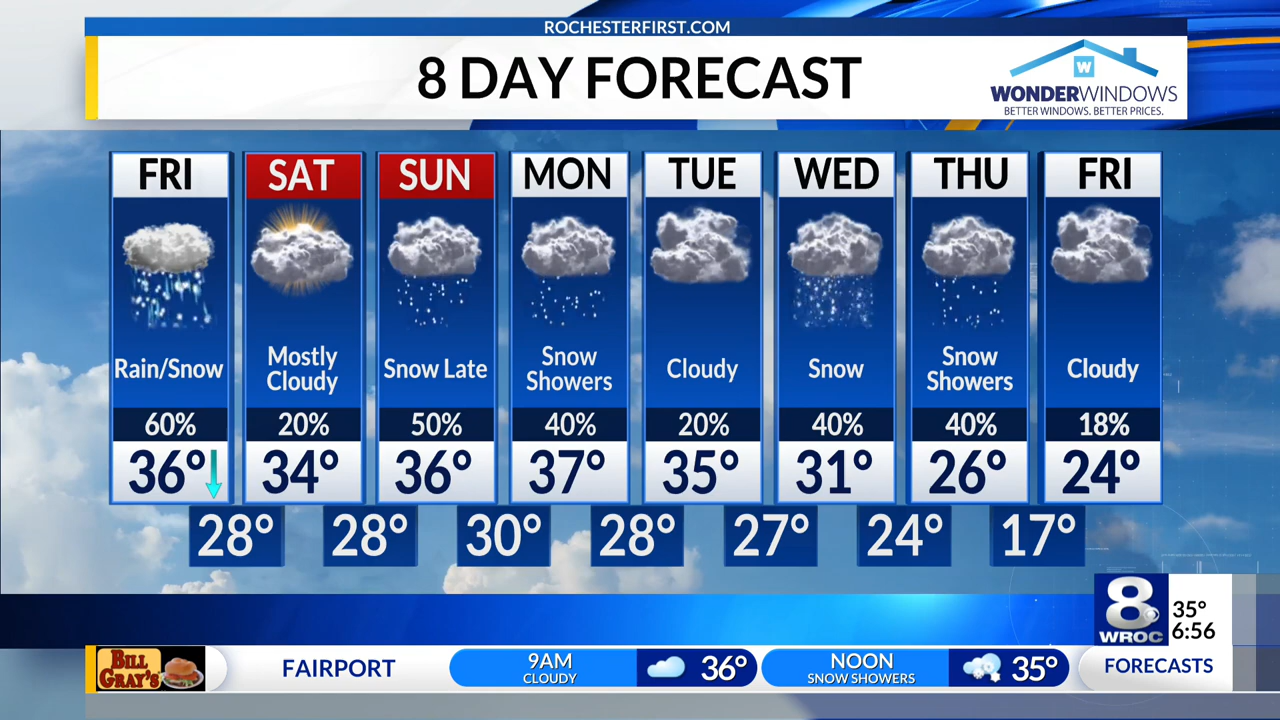 ROCHESTERFIRST.COM
8 DAY FORECAST
W
WONDERWINDOWS
BETTER WINDOWS. BETTER PRICES.
FRI SAT SUN MON TUE WED THU FRI
Rain/Snow
Mostly
Cloudy
Snow Late
Snow
Showers
Cloudy
Snow
Snow
Showers
Cloudy
60% 20% 50% 40% 20% 40% 40% 18%
36° 34° 36° 37° 35° 31° 26° 24°
28° 28° 30° 28° 27° 24° 17°
8
WROC
35°
6:56
BILL
GRAY'S
FAIRPORT
9AM
CLOUDY
36°
NOON
SNOW SHOWERS
35°
FORECASTS